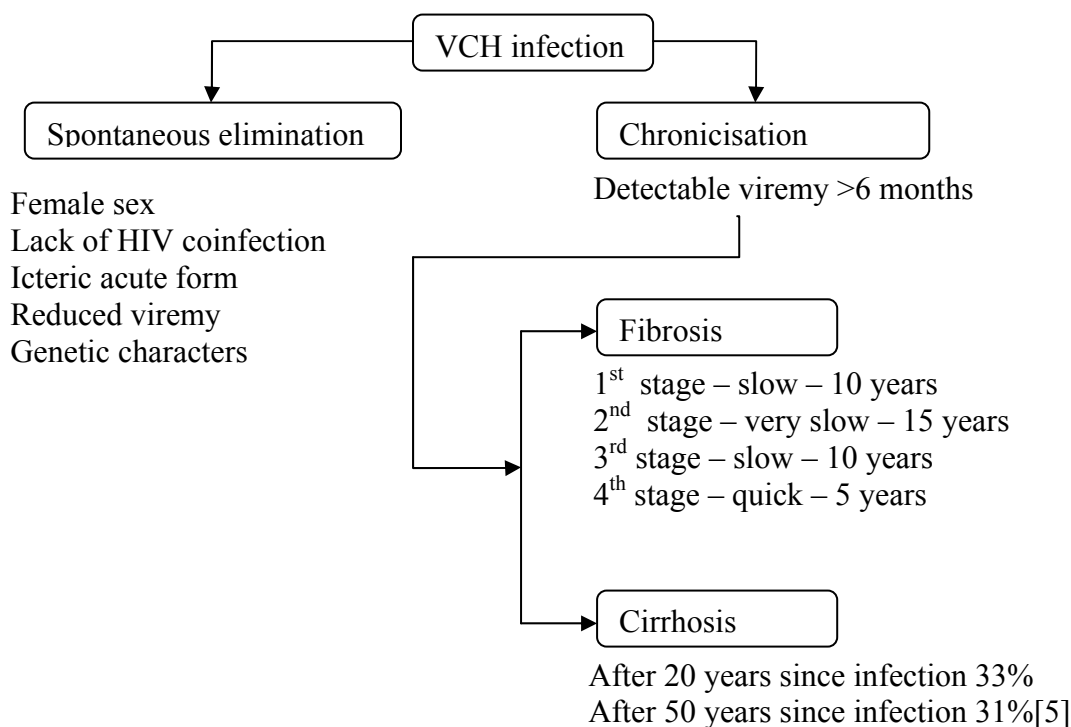 VCH infection
Spontaneous elimination
Chronicisation
Female sex
Lack of HIV coinfection
Icteric acute form
Reduced viremy
Genetic characters
Detectable viremy >6 months
Fibrosis
1st stage – slow – 10 years
2nd stage – very slow – 15 years
3rd stage – slow – 10 years
4th stage – quick – 5 years
Cirrhosis
After 20 years since infection 33%
After 50 years since infection 31%[5]